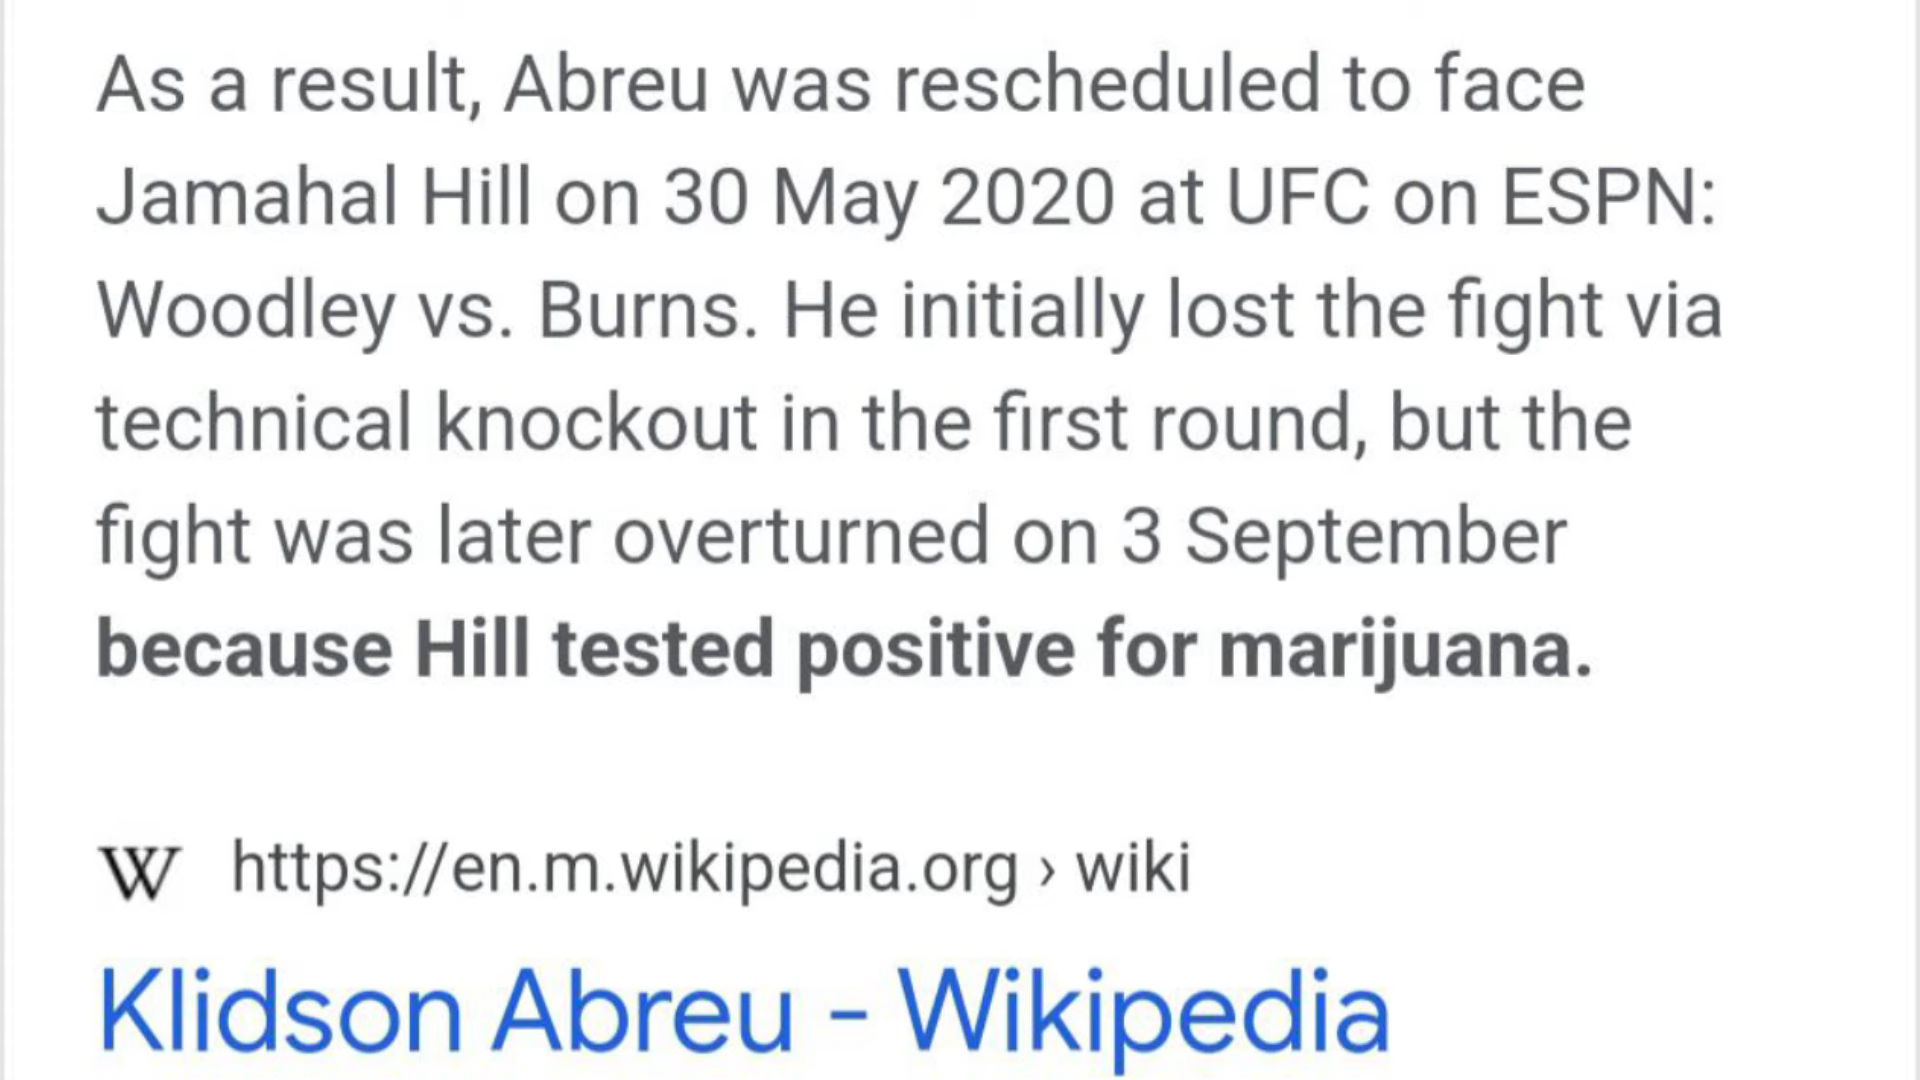 As a result, Abreu was rescheduled to face
Jamahal Hill on 30 May 2020 at UFC on ESPN:
Woodley vs. Burns. He initially lost the fight via
technical knockout in the first round, but the
fight was later overturned on 3 September
because Hill tested positive for marijuana.
W https://en.m.wikipedia.org › wiki
Klidson Abreu - Wikipedia